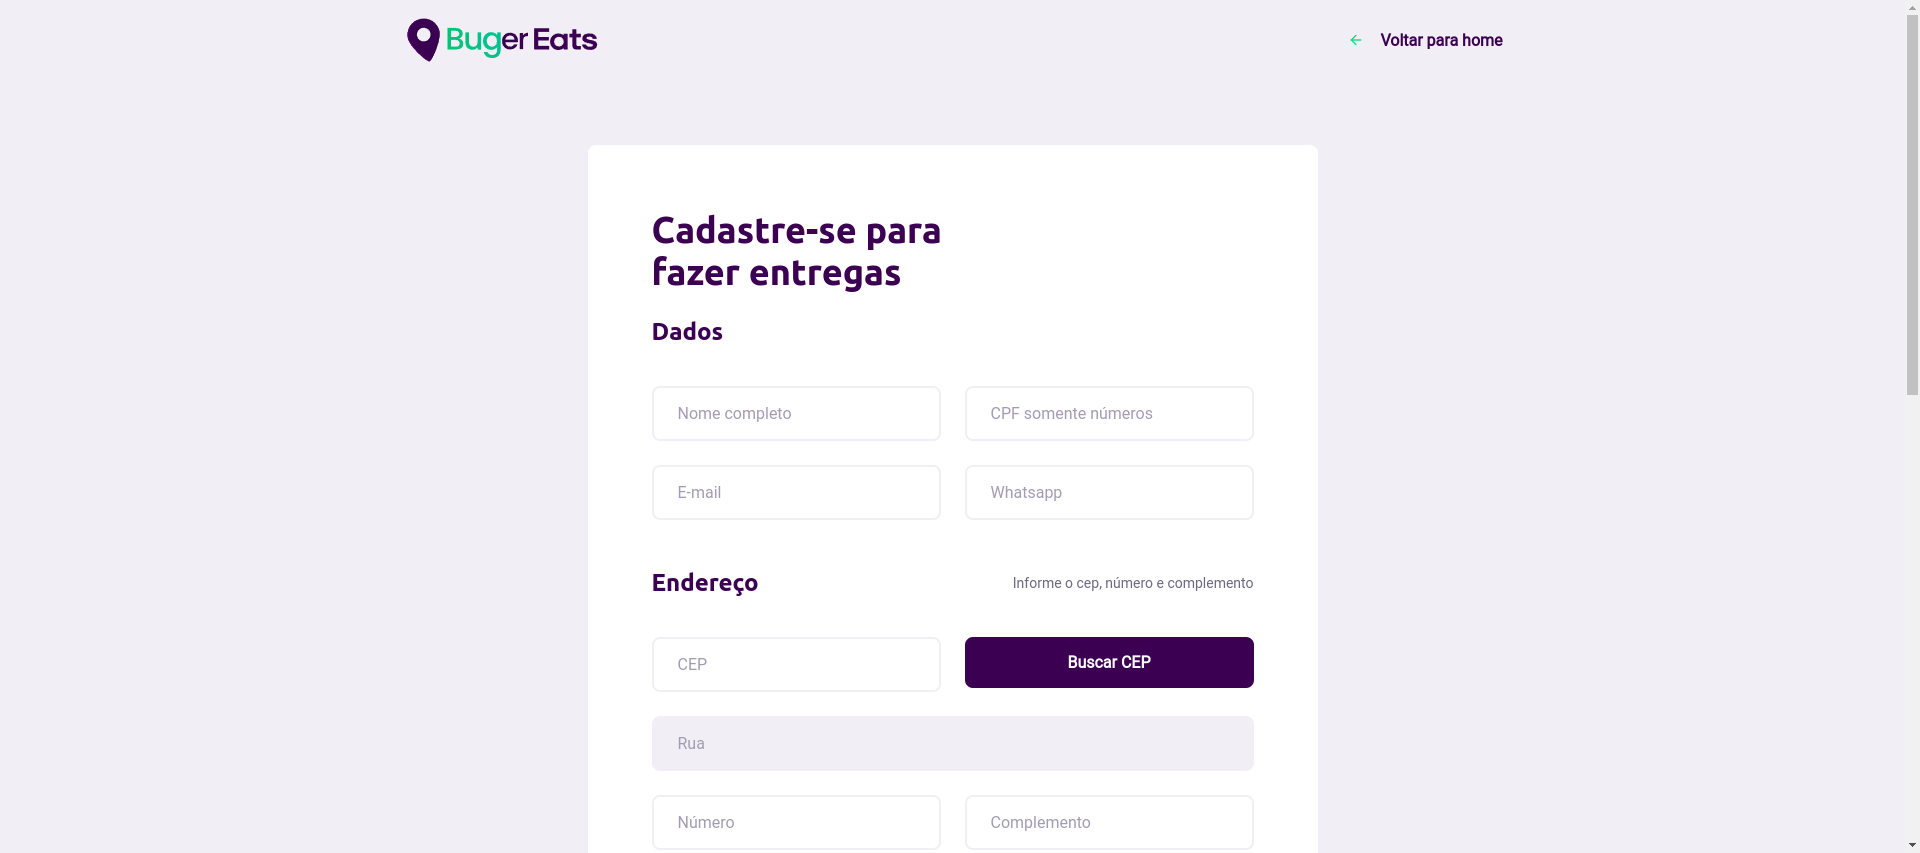 Buger Eats
Voltar para home
Cadastre-se para
fazer entregas
Dados
Nome completo
CPF somente números
E-mail
Whatsapp
Endereço
Informe o cep, número e complemento
CEP
Buscar CEP
Rua
Número
Complemento